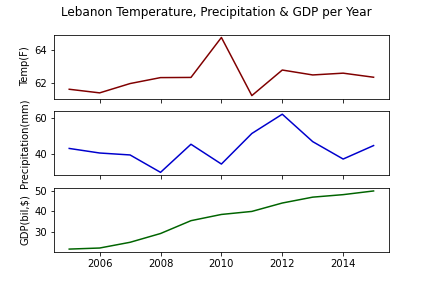 Lebanon Temperature, Precipitation & GDP per Year
Temp(F)
64
62
Precipitation(mm)
60
40
GDP(bil,$)
50
40
30
2006 2008 2010 2012 2014